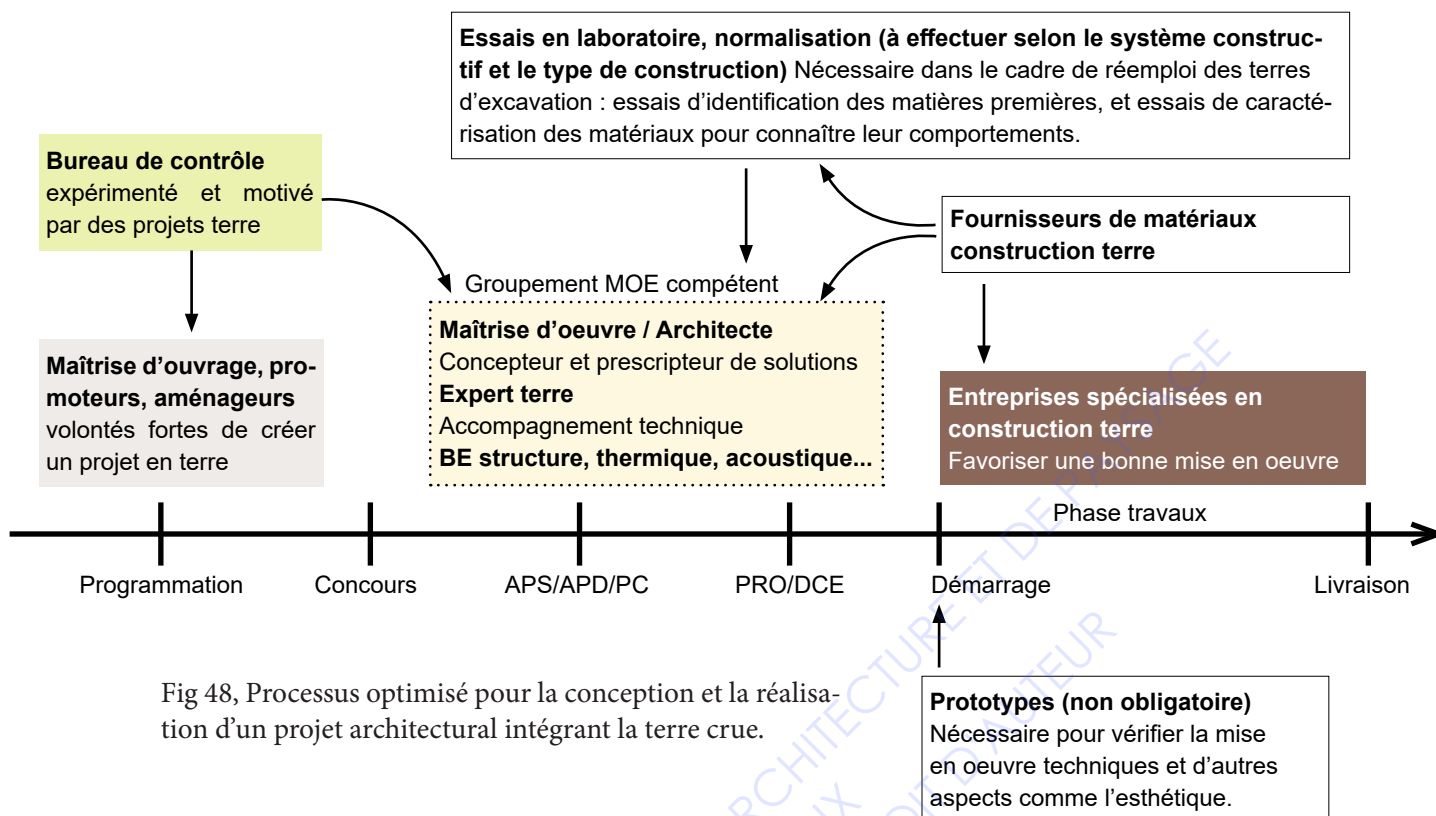 Essais en laboratoire, normalisation (à effectuer selon le système construc-
tif et le type de construction) Nécessaire dans le cadre de réemploi des terres
d’excavation : essais d’identification des matières premières, et essais de caracté-
risation des matériaux pour connaître leur comportements.
Bureau de contrôle
expérimenté et motivé
par des projets terre
Fournisseurs de matériaux
construction terre
Groupement MOE compétent
Maîtrise d’oeuvre / Architecte
Concepteur et prescripteur de solutions
Expert terre
Accompagnement technique
BE structure, thermique, acoustique...
Maîtrise d’ouvrage, pro-
moteurs, aménageurs
volontés fortes de créer
un projet en terre
Entreprises spécialisées en
construction terre
Favoriser une bonne mise en oeuvre
Phase travaux
Programmation
Concours
APS/APD/PC
PRO/DCE
Démarrage
Livraison
Fig 48, Processus optimisé pour la conception et la réalisa-
tion d’un projet architectural intégrant la terre crue.
Prototypes (non obligatoire)
Nécessaire pour vérifier la mise
en oeuvre techniques et d’autres
aspects comme l’esthétique.
ARCHITECTURE ET DE PAYSAGE
DROIT D'AUTEUR